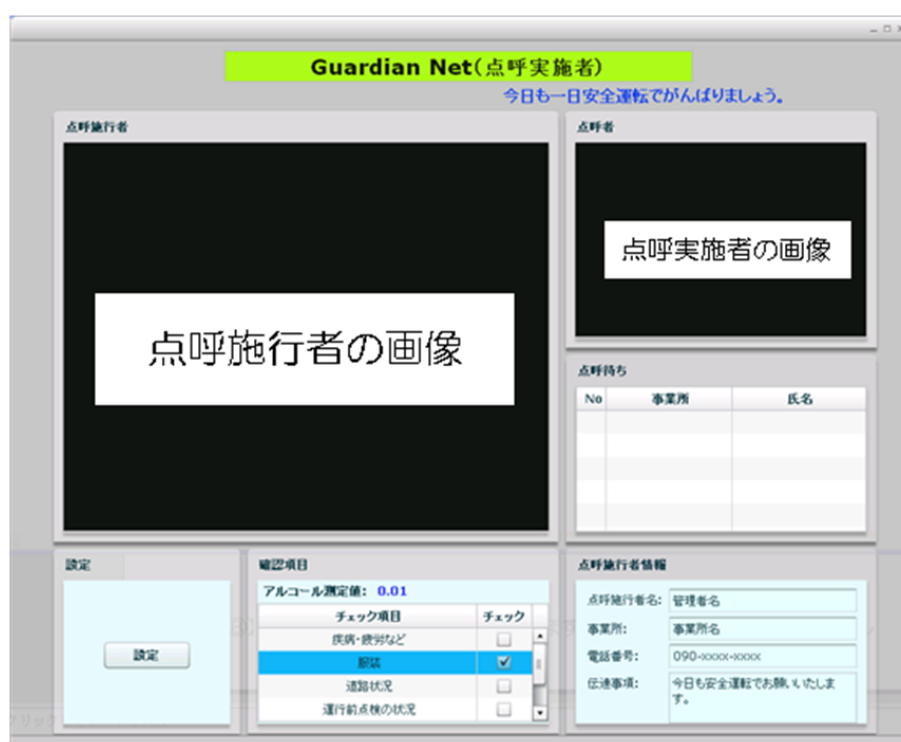 Guardian Net(点呼実施者)
今日も一日安全運転でがんばりましょう。
点呼施行者
点呼施行者の画像
点呼者
点呼実施者の画像
点呼待ち
No 事業所 氏名
設定
設定
確認項目
アルコール測定値: 0.01
チェック項目 チェック
疾病・疲労など
服装
道路状況
運行前点検の状況
点呼施行者情報
点呼施行者名: 管理者名
事業所: 事業所名
電話番号: 090-xxxx-xxxx
伝達事項: 今日も安全運転でお願いいたしま
す。